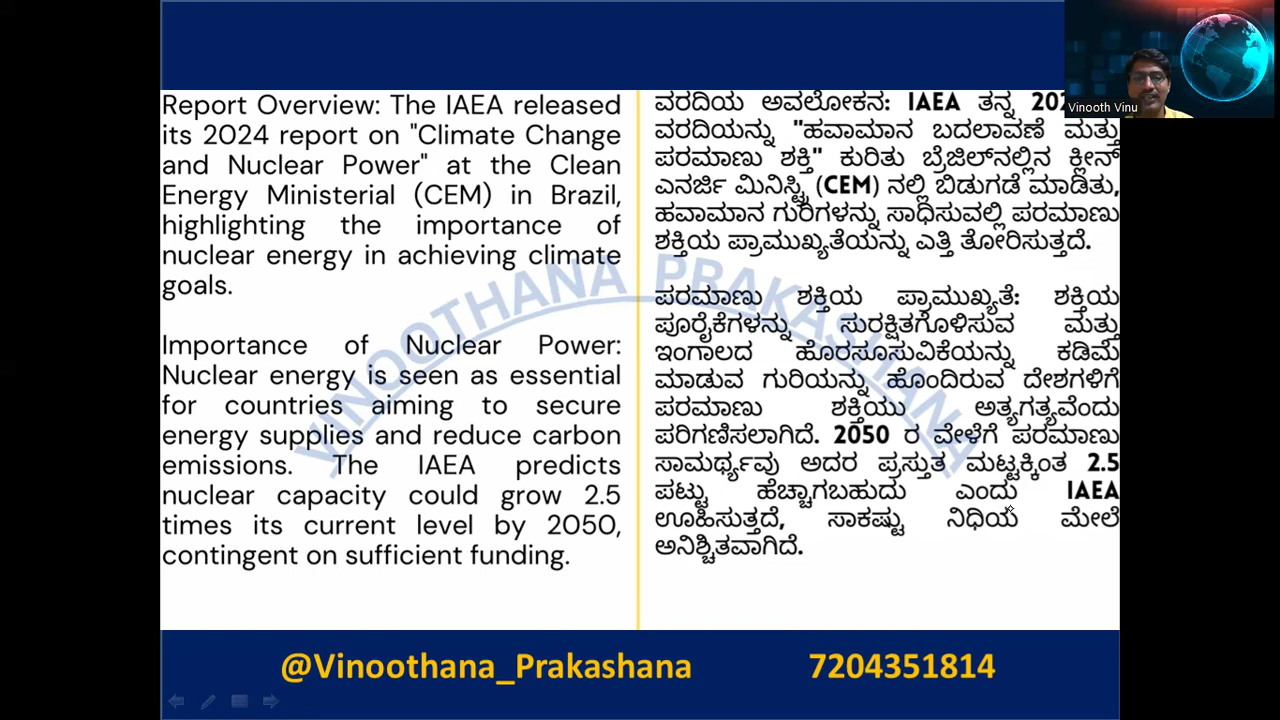 Report Overview: The IAEA released
its 2024 report on "Climate Change
and Nuclear Power" at the Clean
Energy Ministerial (CEM) in Brazil,
highlighting the importance of
nuclear energy in achieving climate
goals.
Importance of Nuclear Power:
Nuclear energy is seen as essential
for countries aiming to secure
energy supplies and reduce carbon
emissions. The IAEA predicts
nuclear capacity could grow 2.5
times its current level by 2050,
contingent on sufficient funding.
ವರದಿಯ ಅವಲೋಕನ: IAEA ತನ್ನ
ವರದಿಯನ್ನು "ಹವಾಮಾನ ಬದಲಾವಣೆ ಮತ್ತು
ಪರಮಾಣು ಶಕ್ತಿ" ಕುರಿತು ಬ್ರೆಜಿಲ್‌ನಲ್ಲಿನ ಕ್ಲೀನ್
ಎನರ್ಜಿ ಮಿನಿಸ್ಟ್ರಿ (CEM) ನಲ್ಲಿ ಬಿಡುಗಡೆ ಮಾಡಿತು,
ಹವಾಮಾನ ಗುರಿಗಳನ್ನು ಸಾಧಿಸುವಲ್ಲಿ ಪರಮಾಣು
ಶಕ್ತಿಯ ಪ್ರಾಮುಖ್ಯತೆಯನ್ನು ಎತ್ತಿ ತೋರಿಸುತ್ತದೆ.
ಪರಮಾಣು ಶಕ್ತಿಯ ಪ್ರಾಮುಖ್ಯತೆ: ಶಕ್ತಿಯ
ಪೂರೈಕೆಗಳನ್ನು ಸುರಕ್ಷಿತಗೊಳಿಸುವ ಮತ್ತು
ಇಂಗಾಲದ ಹೊರಸೂಸುವಿಕೆಯನ್ನು ಕಡಿಮೆ
ಮಾಡುವ ಗುರಿಯನ್ನು ಹೊಂದಿರುವ ದೇಶಗಳಿಗೆ
ಪರಮಾಣು ಶಕ್ತಿಯು ಅತ್ಯಗತ್ಯವೆಂದು
ಪರಿಗಣಿಸಲಾಗಿದೆ. 2050 ರ ವೇಳೆಗೆ ಪರಮಾಣು
ಸಾಮರ್ಥ್ಯವು ಅದರ ಪ್ರಸ್ತುತ ಮಟ್ಟಕ್ಕಿಂತ 2.5
ಪಟ್ಟು ಹೆಚ್ಚಾಗಬಹುದು ಎಂದು IAEA
ಊಹಿಸುತ್ತದೆ, ಸಾಕಷ್ಟು ನಿಧಿಯ ಮೇಲೆ
ಅನಿಶ್ಚಿತವಾಗಿದೆ.
VINOOTHANA PRAKASHANA
Vinooth Vinu
@Vinoothana_Prakashana 7204351814